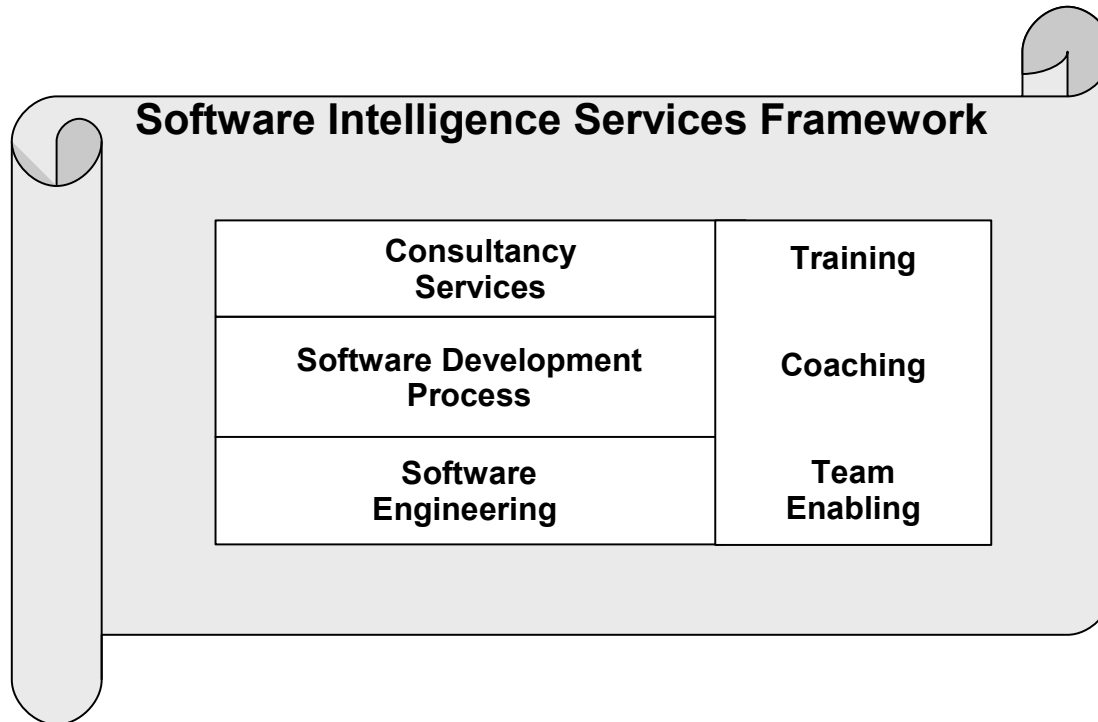 Software Intelligence Services Framework
Consultancy
Services
Training
Software Development
Process
Coaching
Software
Engineering
Team
Enabling